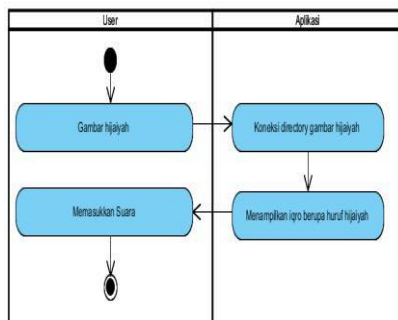 User
Aplikasi
Gambar hijaiyah
Koneksi directory gambar hijaiyah
Memasukkan Suara
Menampilkan iqro berupa huruf hijaiyah